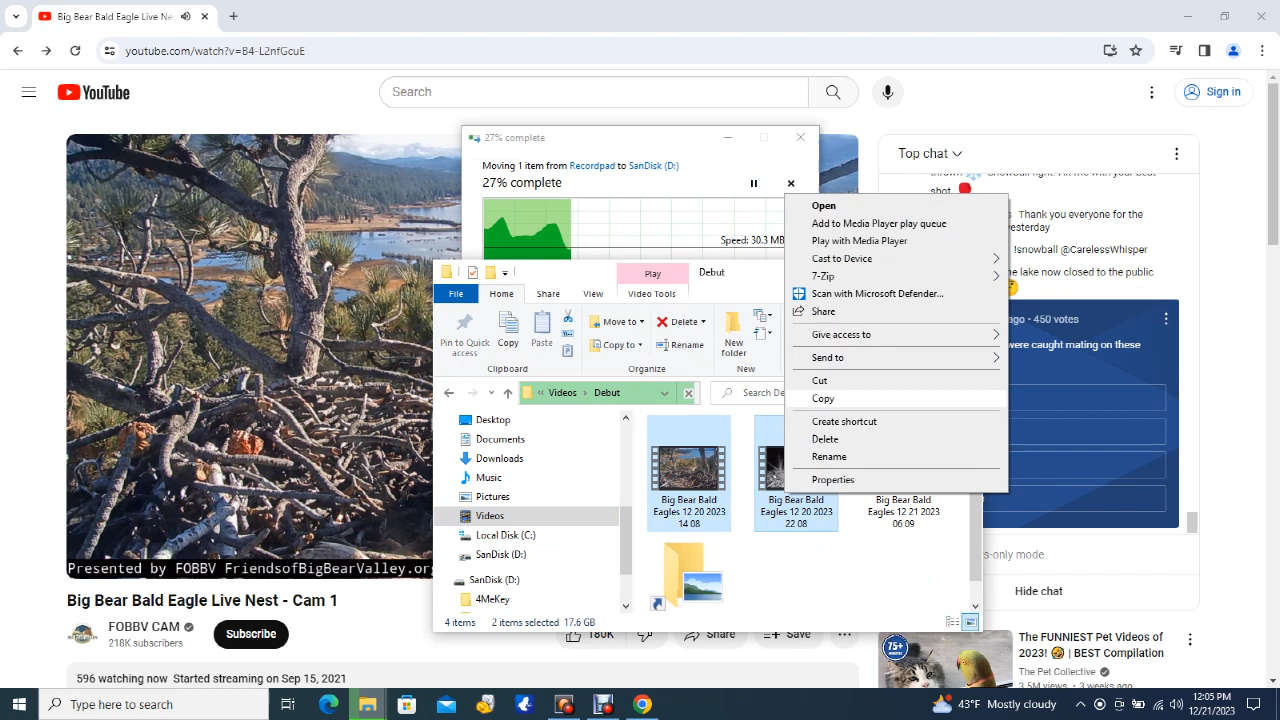 Big Bear Bald Eagle Live Nes
youtube.com/watch?v=B4-L2nfGcuE
YouTube
Search
Sign in
27% complete
Moving 1 item from Recordpad to SanDisk (D:)
27% complete
Speed: 30.3 MB
Top chat
shot.
Thank you everyone for the
yesterday
!snowball @CarelessWhisper
he lake now closed to the public
ago • 450 votes
were caught mating on these
s-only mode
Hide chat
Open
Add to Media Player play queue
Play with Media Player
Cast to Device
7-Zip
Scan with Microsoft Defender...
Share
Give access to
Send to
Cut
Copy
Create shortcut
Delete
Rename
Properties
Play
Debut
File
Home
Share
View
Video Tools
Pin to Quick
access
Copy
Paste
Move to
Copy to
Delete
Rename
New
folder
Clipboard
Organize
New
« Videos › Debut
Search De
Desktop
Documents
Downloads
Music
Pictures
Videos
Local Disk (C:)
SanDisk (D:)
SanDisk (D:)
4MeKey
Big Bear Bald
Eagles 12 20 2023
14 08
Big Bear Bald
Eagles 12 20 2023
22 08
Big Bear Bald
Eagles 12 21 2023
06 09
4 items
2 items selected 17.6 GB
Presented by FOBBV FriendsofBigBearValley.org
Big Bear Bald Eagle Live Nest - Cam 1
FOBBV CAM
218K subscribers
Subscribe
180K
Share
Save
596 watching now Started streaming on Sep 15, 2021
75+
The FUNNIEST Pet Videos of
2023! | BEST Compilation
The Pet Collective
3.5M views • 3 weeks ago
Type here to search
43°F Mostly cloudy
12:05 PM
12/21/2023